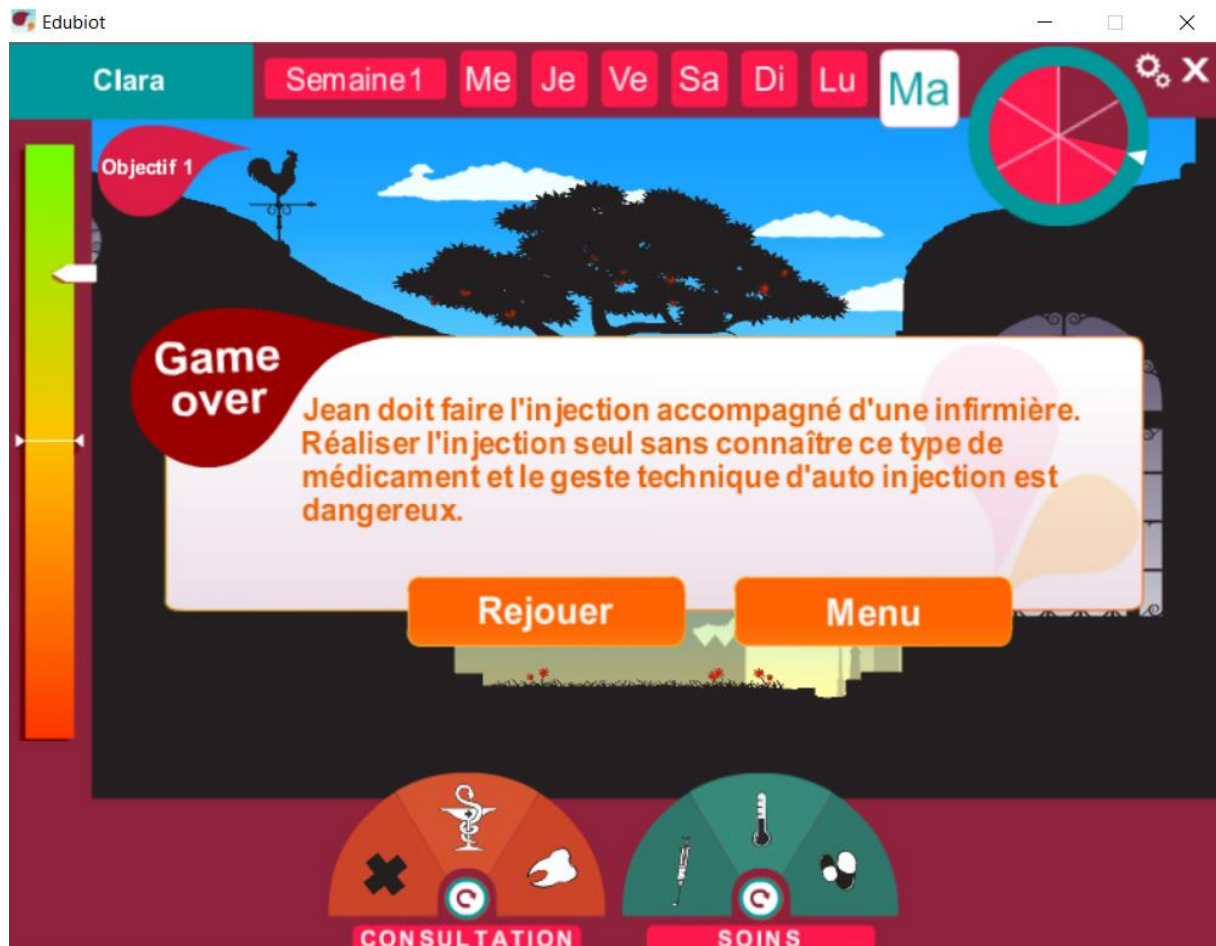 Edubiot
Clara
Semaine1 Me Je Ve Sa Di Lu Ma
X
Objectif 1
Game
over
Jean doit faire l'injection accompagné d'une infirmière.
Réaliser l'injection seul sans connaître ce type de
médicament et le geste technique d'auto injection est
dangereux.
Rejouer Menu
CONSULTATION SOINS